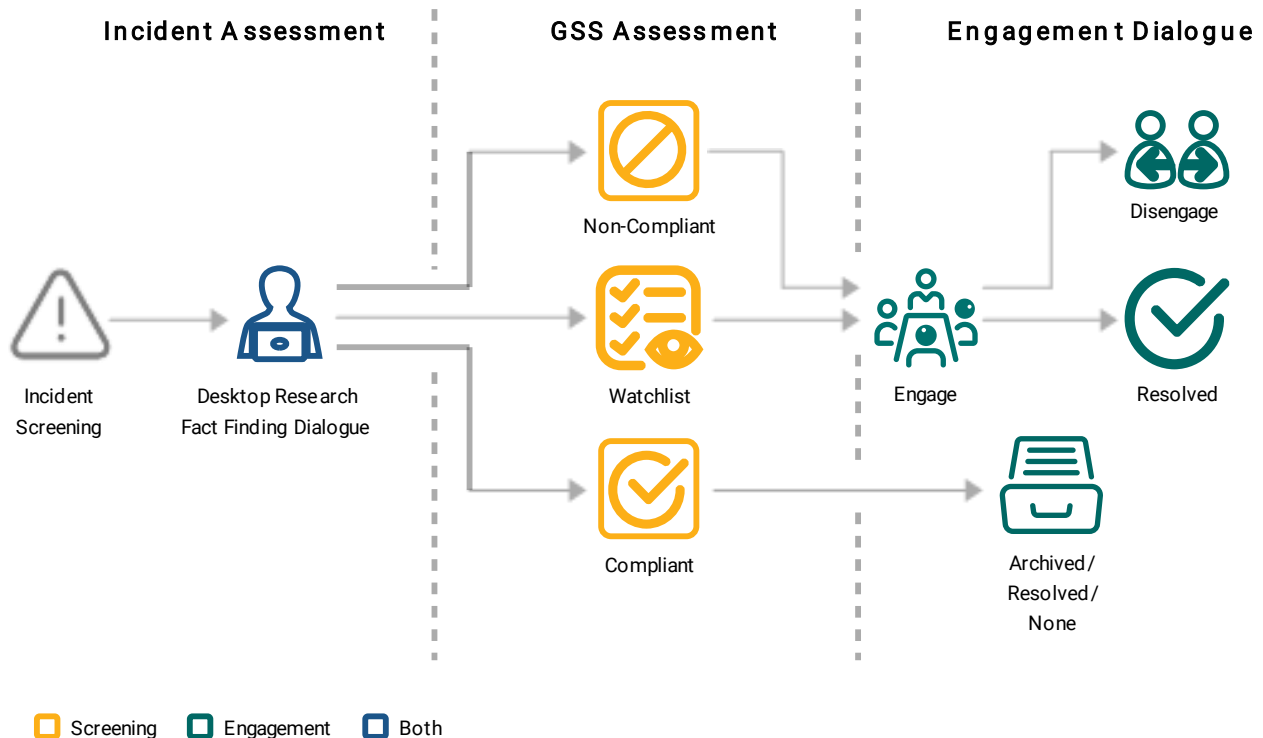 Incident Assessment
GSS Assessment
Engagement Dialogue
Non-Compliant
Disengage
Incident
Screening
Desktop Research
Fact Finding Dialogue
Watchlist
Engage
Resolved
Compliant
Archived/
Resolved/
None
Screening
Engagement
Both